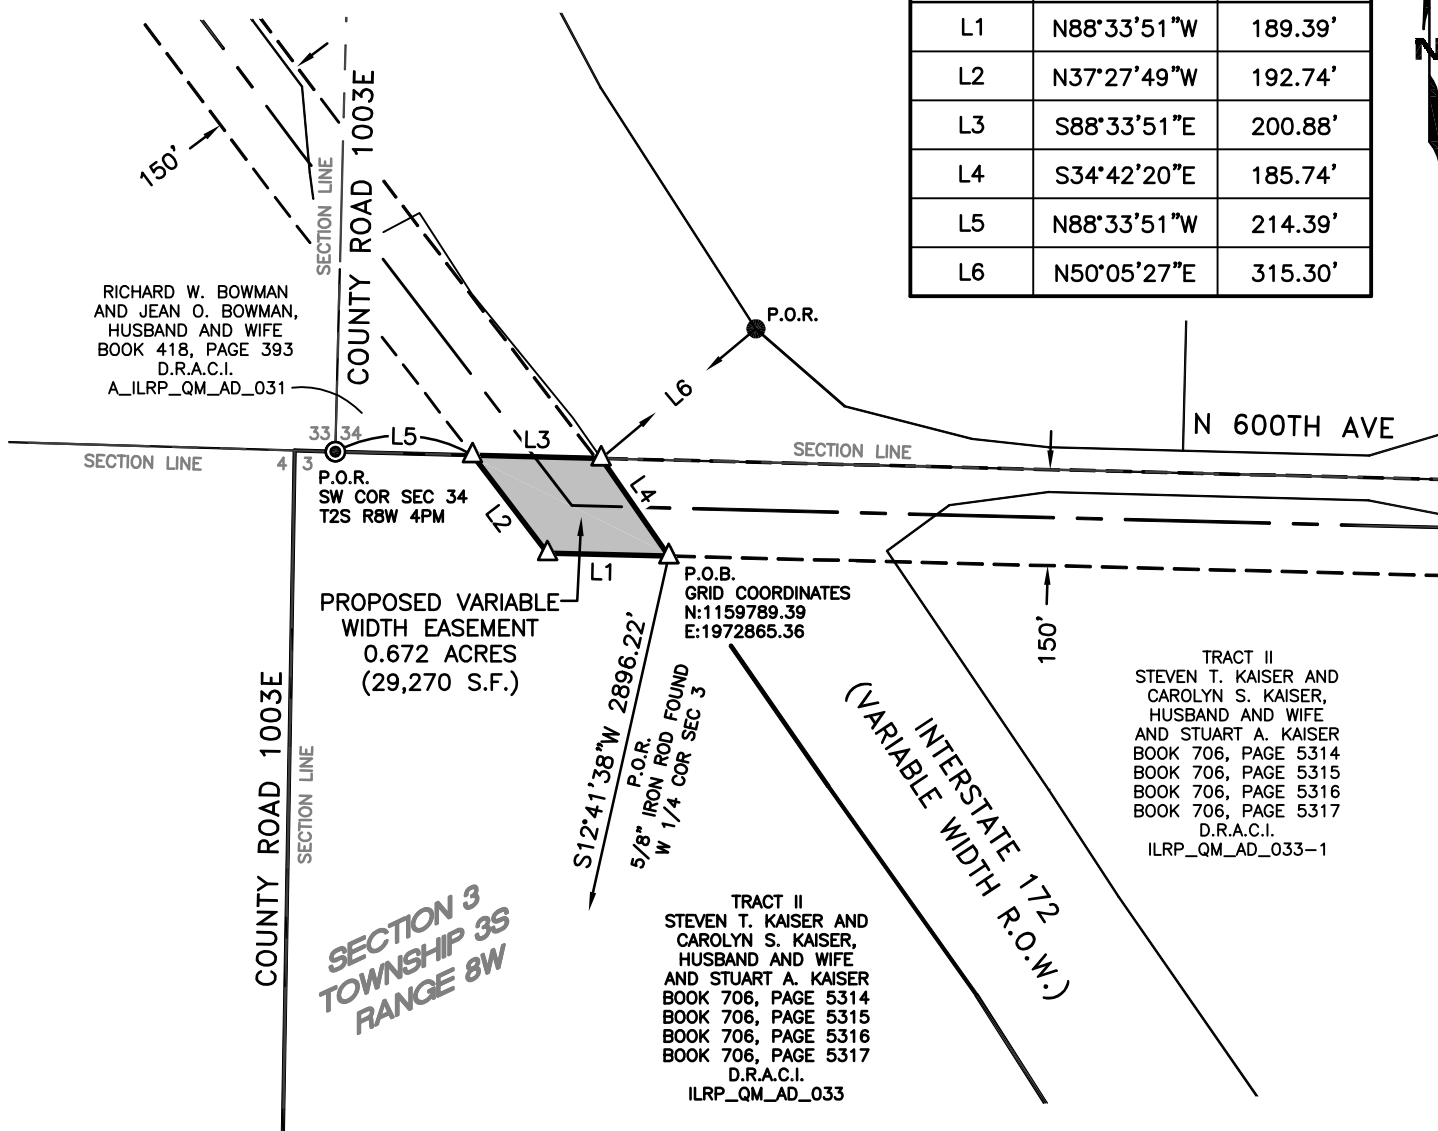 L1 N88°33'51"W 189.39'
L2 N37°27'49"W 192.74'
L3 S88°33'51"E 200.88'
L4 S34°42'20"E 185.74'
L5 N88°33'51"W 214.39'
L6 N50°05'27"E 315.30'
N
150'
SECTION LINE
COUNTY ROAD 1003E
RICHARD W. BOWMAN
AND JEAN O. BOWMAN,
HUSBAND AND WIFE
BOOK 418, PAGE 393
D.R.A.C.I.
A_ILRP_QM_AD_031
P.O.R.
L6
N 600TH AVE
33 34
4 3
L5
L3
SECTION LINE
SECTION LINE
P.O.R.
SW COR SEC 34
T2S R8W 4PM
L2
L4
L1
P.O.B.
GRID COORDINATES
N:1159789.39
E:1972865.36
PROPOSED VARIABLE
WIDTH EASEMENT
0.672 ACRES
(29,270 S.F.)
150'
S12°41'38"W 2896.22'
P.O.R.
5/8" IRON ROD FOUND
W 1/4 COR SEC 3
COUNTY ROAD 1003E
SECTION LINE
INTERSTATE 172
(VARIABLE WIDTH R.O.W.)
TRACT II
STEVEN T. KAISER AND
CAROLYN S. KAISER,
HUSBAND AND WIFE
AND STUART A. KAISER
BOOK 706, PAGE 5314
BOOK 706, PAGE 5315
BOOK 706, PAGE 5316
BOOK 706, PAGE 5317
D.R.A.C.I.
ILRP_QM_AD_033-1
SECTION 3
TOWNSHIP 3S
RANGE 8W
TRACT II
STEVEN T. KAISER AND
CAROLYN S. KAISER,
HUSBAND AND WIFE
AND STUART A. KAISER
BOOK 706, PAGE 5314
BOOK 706, PAGE 5315
BOOK 706, PAGE 5316
BOOK 706, PAGE 5317
D.R.A.C.I.
ILRP_QM_AD_033